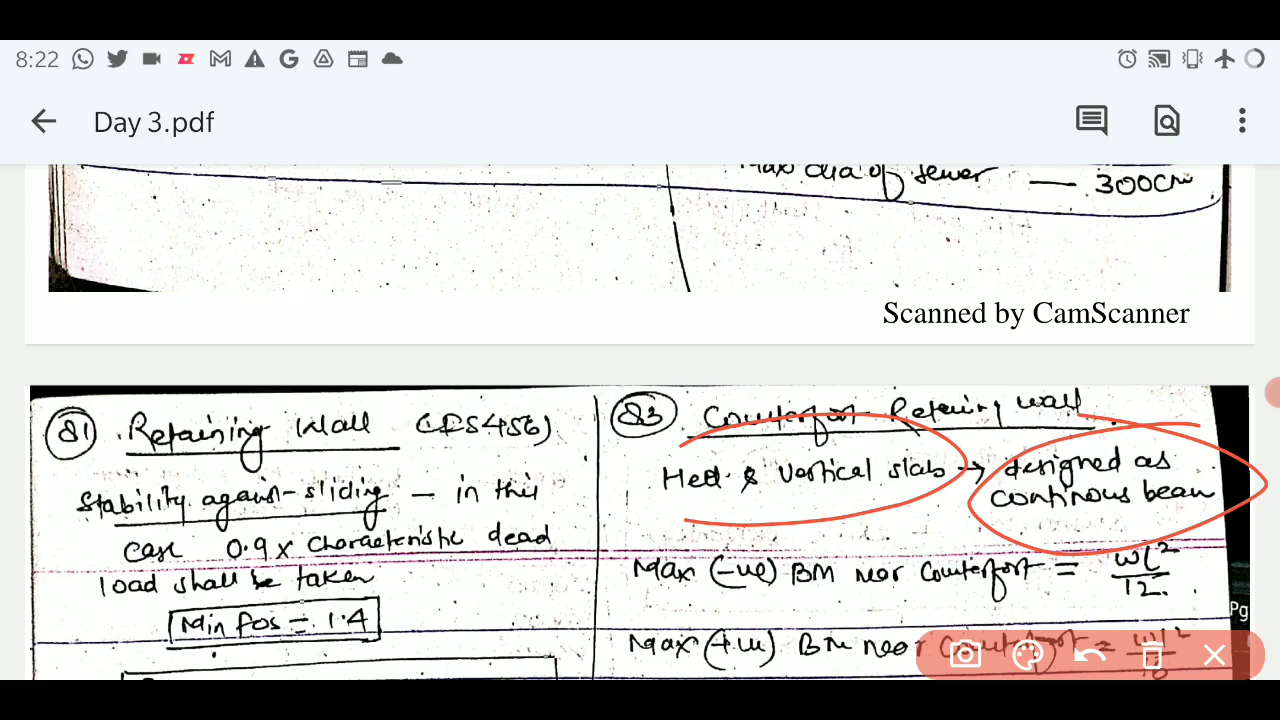 8:22
Day 3.pdf
Max dia of sewer — 300cm
Scanned by CamScanner
81 Retaining Wall (IS456)
Stability against sliding — in this
case 0.9 x characteristic dead
load shall be taken
Min fos = 1.4
83 Counterfort Retaining wall
Heel & Vertical slab → designed as
continous beam
Max (-ve) BM near counterfort = wl²/12
Max (+ve) BM near
Pg